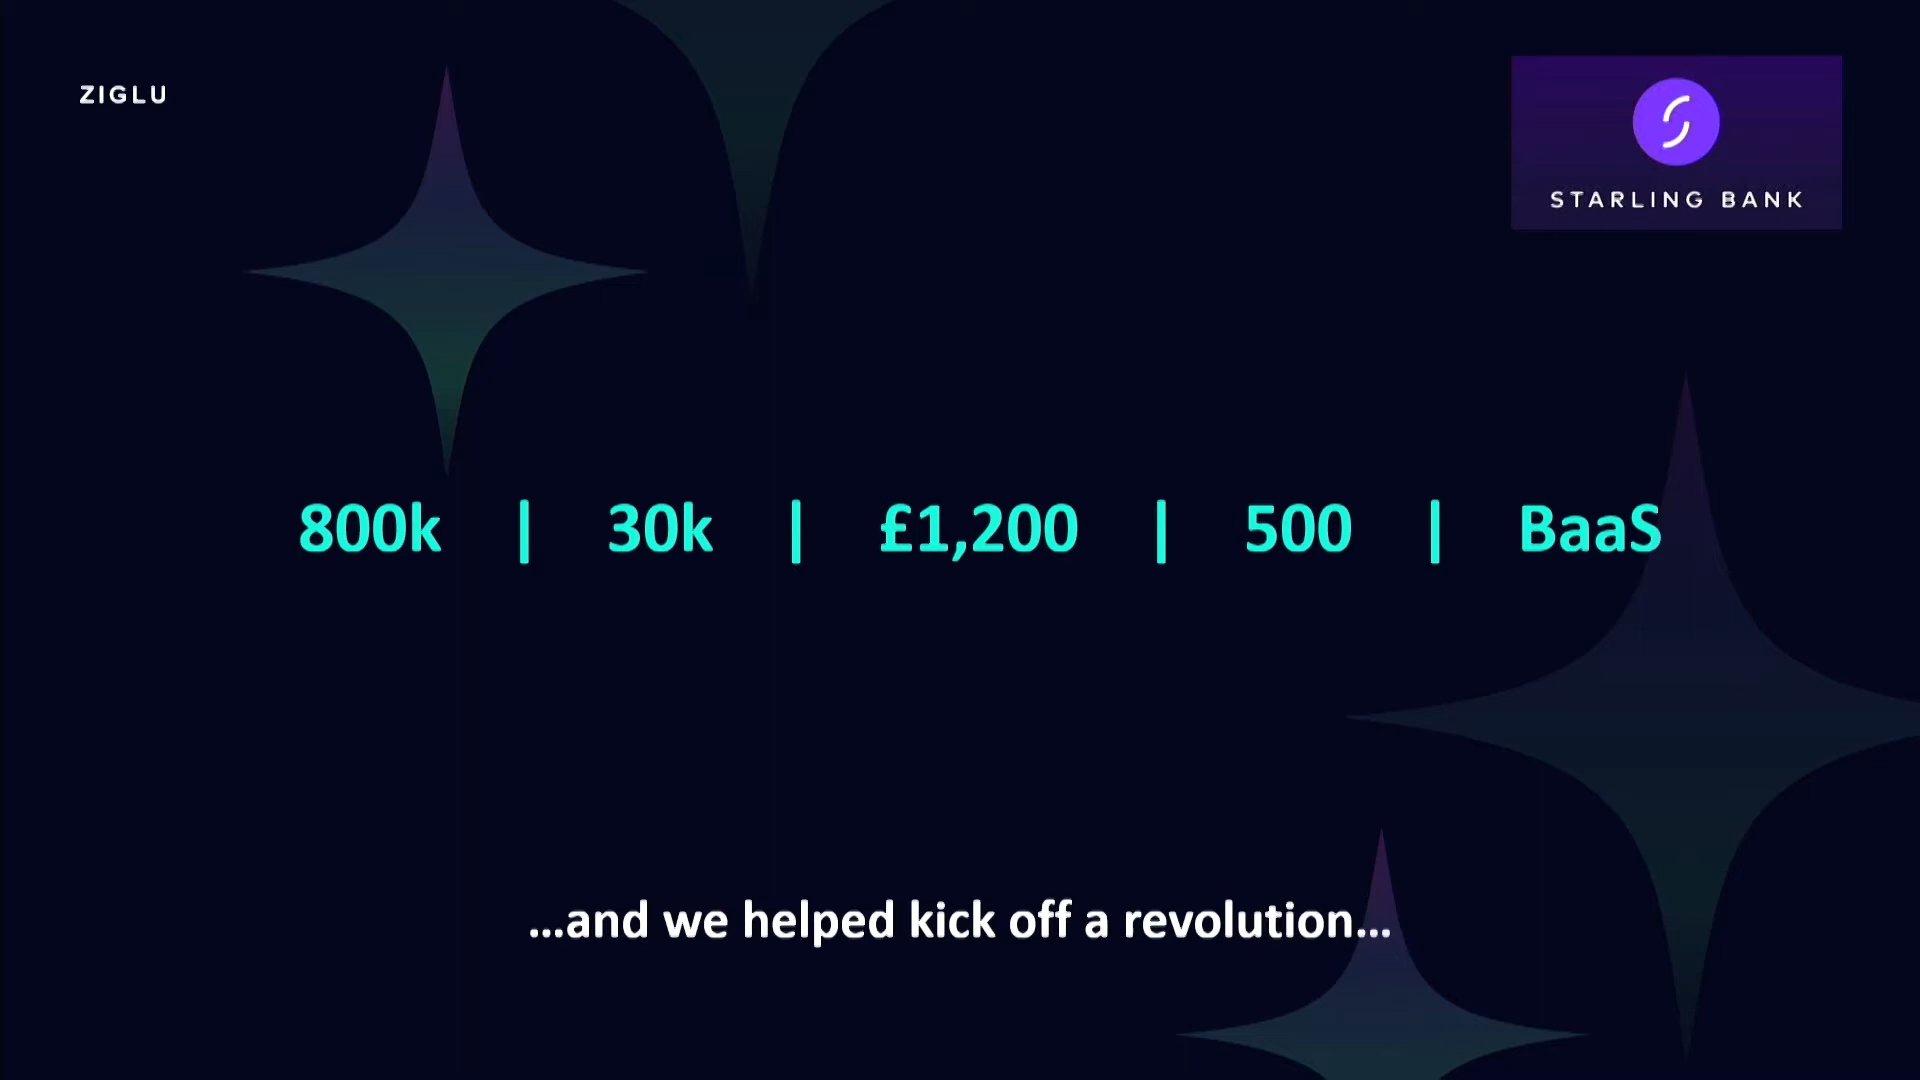 ZIGLU
STARLING BANK
800k | 30k | £1,200 | 500 | BaaS
...and we helped kick off a revolution...